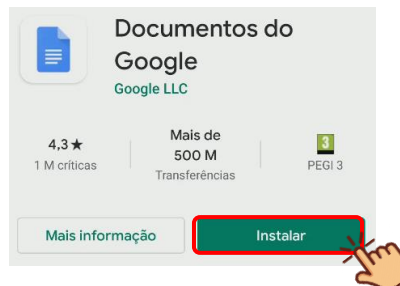 Documentos do
Google
Google LLC
4,3★
1 M críticas
Mais de
500 M
Transferências
3
PEGI 3
Mais informação
Instalar